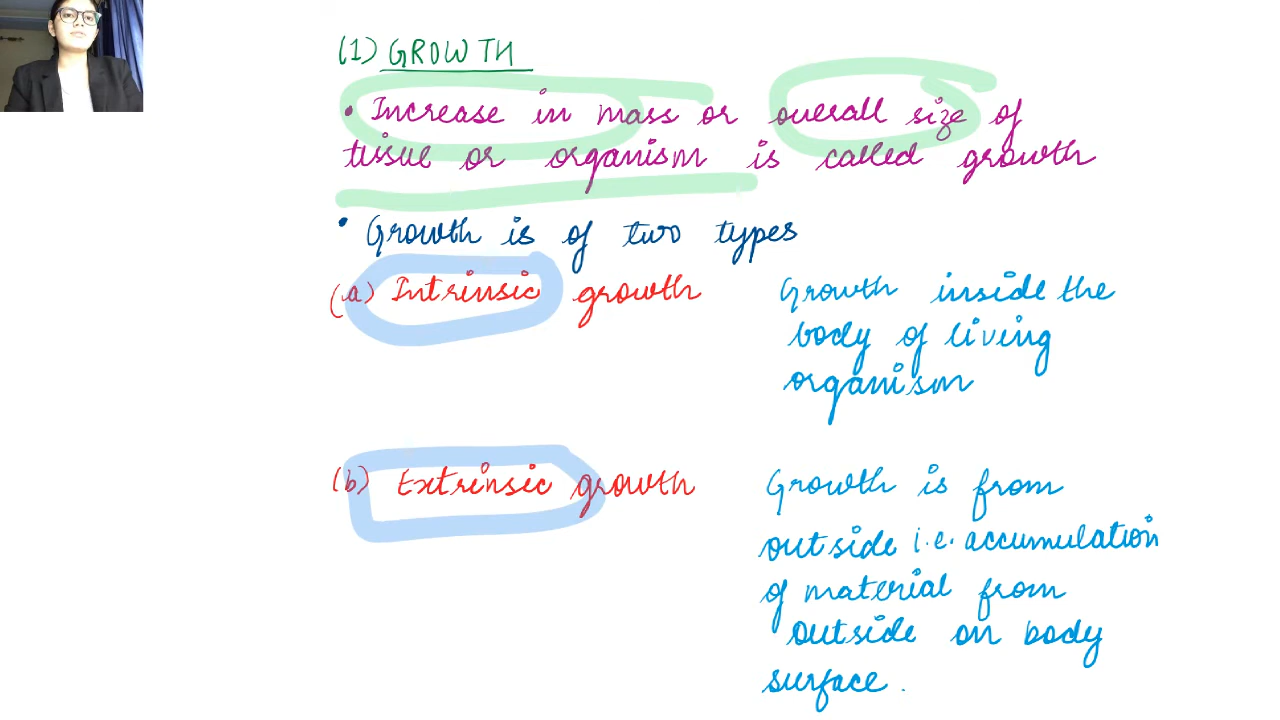 (1) GROWTH
• Increase in mass or overall size of
tissue or organism is called growth
• Growth is of two types
(a) Intrinsic growth
Growth inside the
body of living
organism
(b) Extrinsic growth
Growth is from
outside i.e. accumulation
of material from
outside on body
surface.